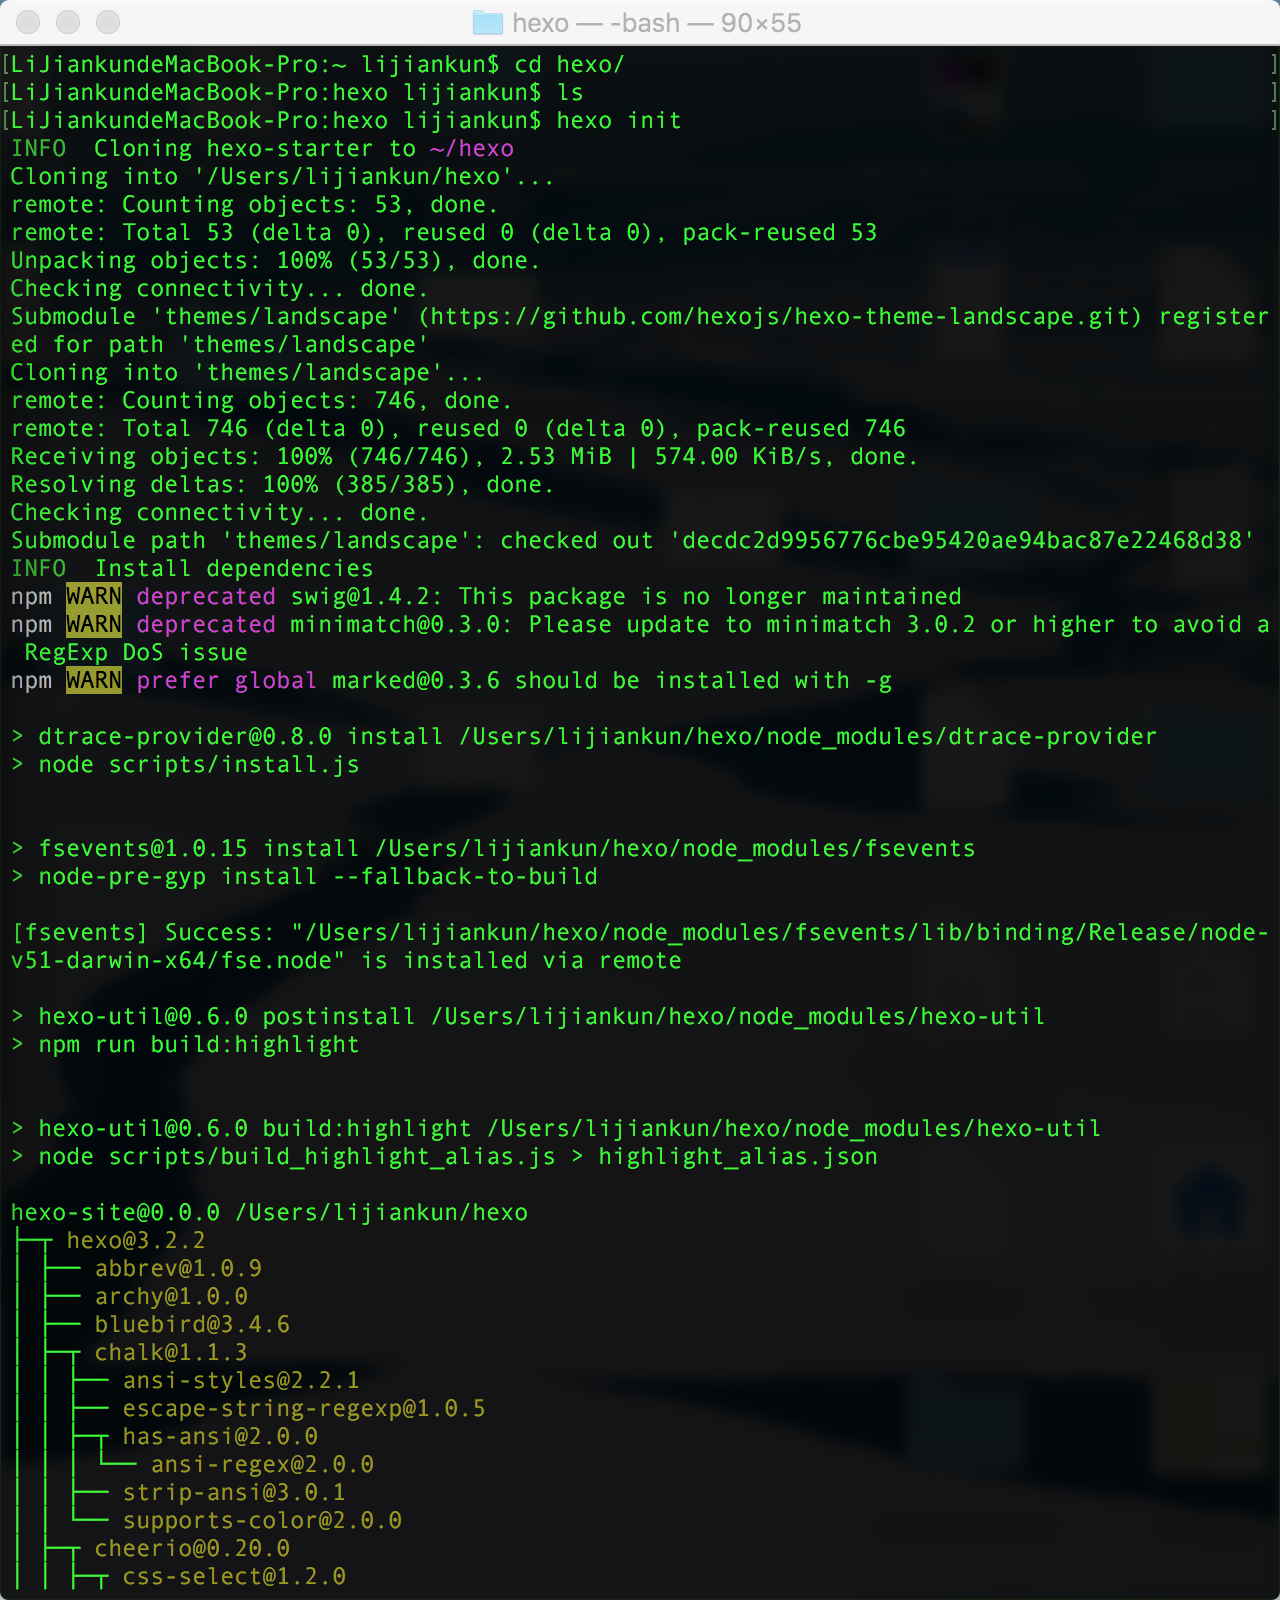 hexo — -bash — 90×55
[LiJiankundeMacBook-Pro:~ lijiankun$ cd hexo/ ]
[LiJiankundeMacBook-Pro:hexo lijiankun$ ls ]
[LiJiankundeMacBook-Pro:hexo lijiankun$ hexo init ]
INFO  Cloning hexo-starter to ~/hexo
Cloning into '/Users/lijiankun/hexo'...
remote: Counting objects: 53, done.
remote: Total 53 (delta 0), reused 0 (delta 0), pack-reused 53
Unpacking objects: 100% (53/53), done.
Checking connectivity... done.
Submodule 'themes/landscape' (https://github.com/hexojs/hexo-theme-landscape.git) register
ed for path 'themes/landscape'
Cloning into 'themes/landscape'...
remote: Counting objects: 746, done.
remote: Total 746 (delta 0), reused 0 (delta 0), pack-reused 746
Receiving objects: 100% (746/746), 2.53 MiB | 574.00 KiB/s, done.
Resolving deltas: 100% (385/385), done.
Checking connectivity... done.
Submodule path 'themes/landscape': checked out 'decdc2d9956776cbe95420ae94bac87e22468d38'
INFO  Install dependencies
npm WARN deprecated swig@1.4.2: This package is no longer maintained
npm WARN deprecated minimatch@0.3.0: Please update to minimatch 3.0.2 or higher to avoid a
 RegExp DoS issue
npm WARN prefer global marked@0.3.6 should be installed with -g
> dtrace-provider@0.8.0 install /Users/lijiankun/hexo/node_modules/dtrace-provider
> node scripts/install.js
> fsevents@1.0.15 install /Users/lijiankun/hexo/node_modules/fsevents
> node-pre-gyp install --fallback-to-build
[fsevents] Success: "/Users/lijiankun/hexo/node_modules/fsevents/lib/binding/Release/node-
v51-darwin-x64/fse.node" is installed via remote
> hexo-util@0.6.0 postinstall /Users/lijiankun/hexo/node_modules/hexo-util
> npm run build:highlight
> hexo-util@0.6.0 build:highlight /Users/lijiankun/hexo/node_modules/hexo-util
> node scripts/build_highlight_alias.js > highlight_alias.json
hexo-site@0.0.0 /Users/lijiankun/hexo
├─┬ hexo@3.2.2
│ ├── abbrev@1.0.9
│ ├── archy@1.0.0
│ ├── bluebird@3.4.6
│ ├─┬ chalk@1.1.3
│ │ ├── ansi-styles@2.2.1
│ │ ├── escape-string-regexp@1.0.5
│ │ ├─┬ has-ansi@2.0.0
│ │ │ └── ansi-regex@2.0.0
│ │ ├── strip-ansi@3.0.1
│ │ └── supports-color@2.0.0
│ ├─┬ cheerio@0.20.0
│ │ ├─┬ css-select@1.2.0